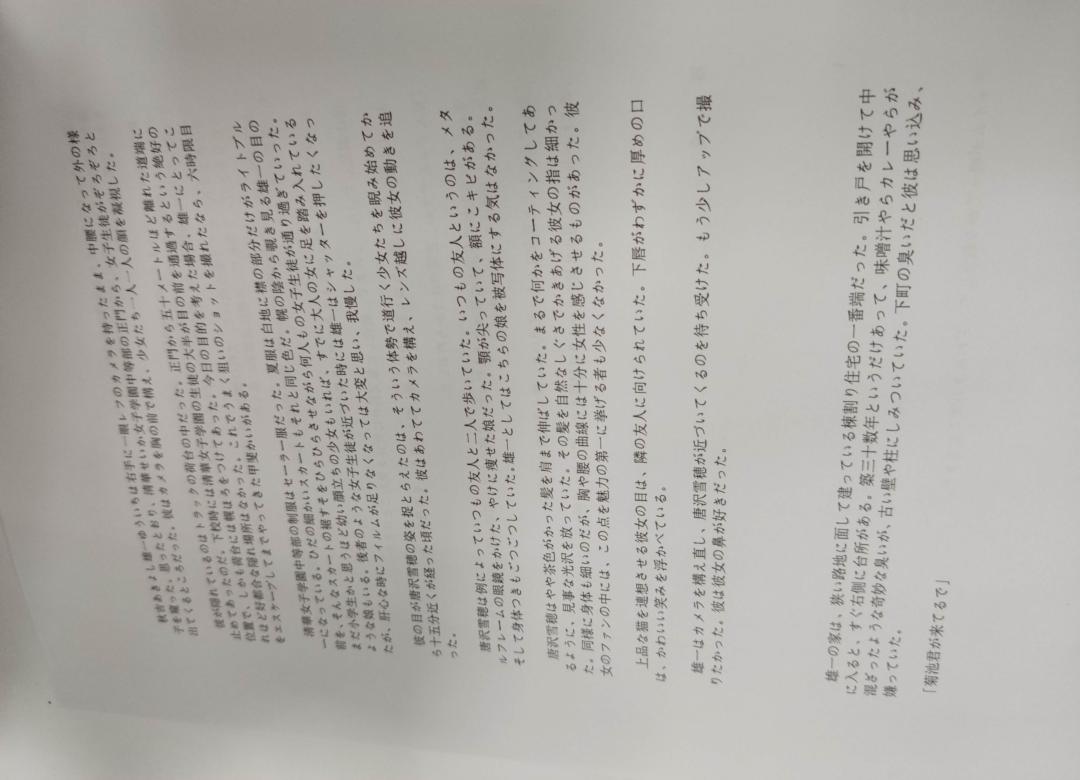 秋吉あきよし雄一ゆういちは右手に一眼レフのカメラを持ったまま、中腰になって外の様
子を窺った。思ったとおり、清華せいか女子学園中等部の正門から、女子生徒がぞろぞろと
出てくるところだった。彼はカメラを胸の前で構え、少女たち一人一人の顔を凝視した。
彼が隠れているのはトラックの荷台の中だった。正門から五十メートルほど離れた道端に
止めてあったのだ。下校時には清華女子学園の生徒の大半が目の前を通過するという絶好の
位置で、しかも荷台に幌ほろをつけてあった。今日の目的を考えた場合、雄一にとってこ
れほど好都合な隠れ場所はなかった。これでうまく狙いのショットを撮れたなら、六時限目
をエスケープしてまでやってきた甲斐かいがある。
清華女子学園中等部の制服はセーラー服だった。夏服は白地に襟の部分だけがライトブル
ーになっている。ひだの細かいスカートもそれと同じ色だ。幌の陰から覗き見る雄一の目の
前を、そんなスカートの裾すそをひらひらさせながら何人もの女子生徒が通り過ぎていった。
まだ小学生かと思うほど幼い顔立ちの少女もいれば、すでに大人の女に足を踏み入れている
ような娘もいる。後者のような女子生徒が近づいた時には雄一はシャッターを押したくなっ
たが、肝心な時にフィルムが足りなくなっては大変と思い、我慢した。
彼の目が唐沢雪穂の姿を捉とらえたのは、そういう体勢で道行く少女たちを睨み始めてか
ら十五分近くが経った頃だった。彼はあわててカメラを構え、レンズ越しに彼女の動きを追
った。
唐沢雪穂は例によっていつもの友人と二人で歩いていた。いつもの友人というのは、メタ
ルフレームの眼鏡をかけた、やけに痩せた娘だった。顎が尖っていて、額にニキビがある。
そして身体つきもごつごつしていた。雄一としてはこちらの娘を被写体にする気はなかった。
唐沢雪穂はやや茶色がかった髪を肩まで伸ばしていた。まるで何かをコーティングしてあ
るように、見事な光沢を放っていた。その髪を自然なしぐさでかきあげる彼女の指は細かっ
た。同様に身体も細いのだが、胸や腰の曲線には十分に女性を感じさせるものがあった。彼
女のファンの中には、この点を魅力の第一に挙げる者も少なくなかった。
上品な猫を連想させる彼女の目は、隣の友人に向けられていた。下唇がわずかに厚めの口
は、かわいい笑みを浮かべている。
雄一はカメラを構え直し、唐沢雪穂が近づいてくるのを待ち受けた。もう少しアップで撮
りたかった。彼は彼女の鼻が好きだった。
雄一の家は、狭い路地に面して建っている棟割り住宅の一番端だった。引き戸を開けて中
に入ると、すぐ右側に台所がある。築三十数年というだけあって、味噌汁やらカレーやらが
混ざったような奇妙な臭いが、古い壁や柱にしみついていた。下町の臭いだと彼は思い込み、
嫌っていた。
「菊池君が来てるで」